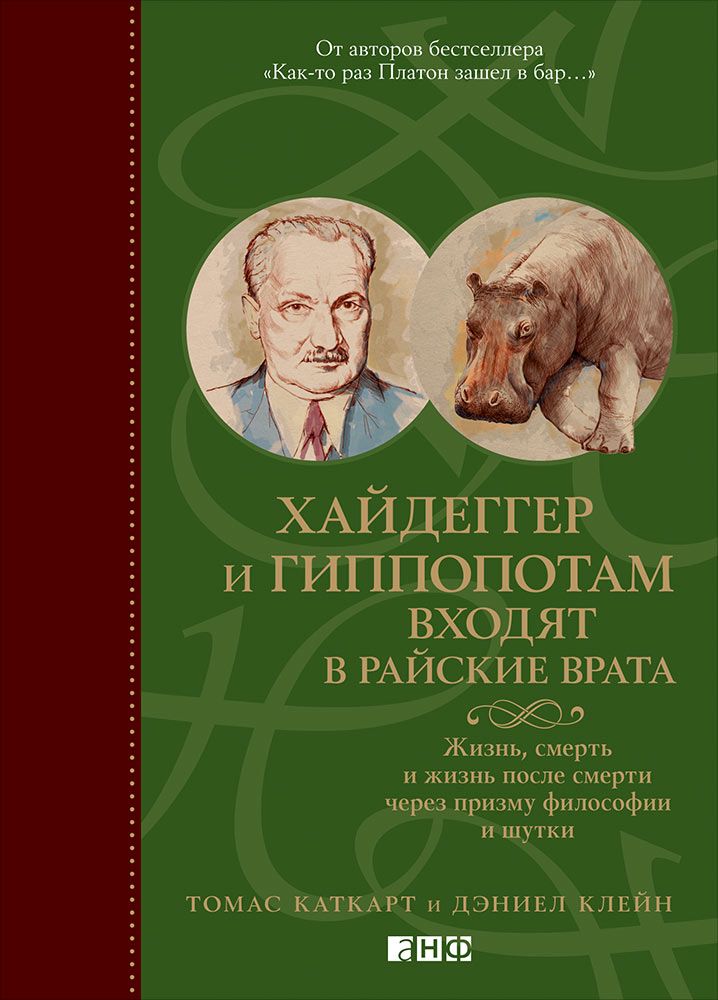 От авторов бестселлера
«Как-то раз Платон зашел в бар…»
ХАЙДЕГГЕР
И ГИППОПОТАМ
ВХОДЯТ
В РАЙСКИЕ ВРАТА
Жизнь, смерть
и жизнь после смерти
через призму философии
и шутки
ТОМАС КАТКАРТ И ДЭНИЕЛ КЛЕЙН
АНФ